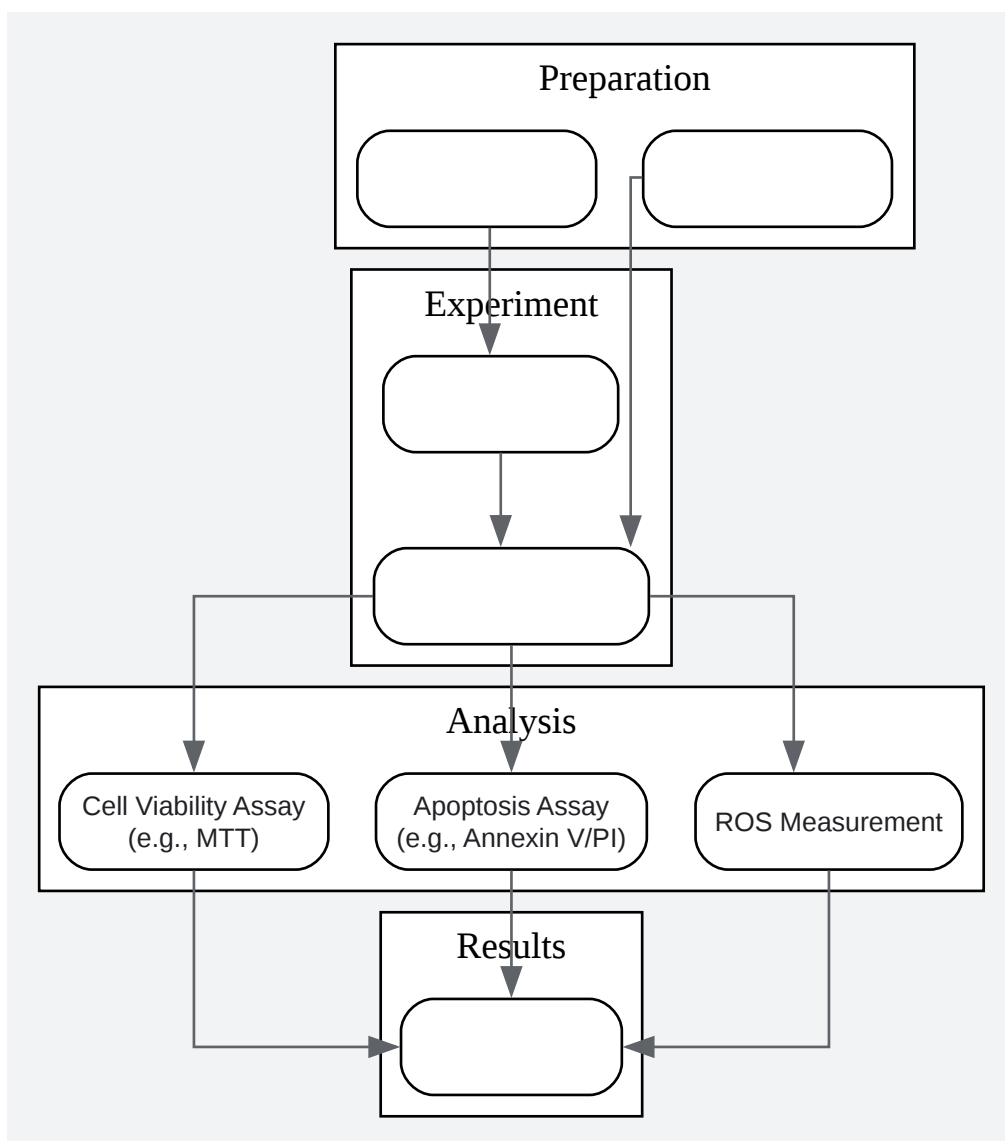 Preparation
Experiment
Analysis
Cell Viability Assay
(e.g., MTT)
Apoptosis Assay
(e.g., Annexin V/PI)
ROS Measurement
Results